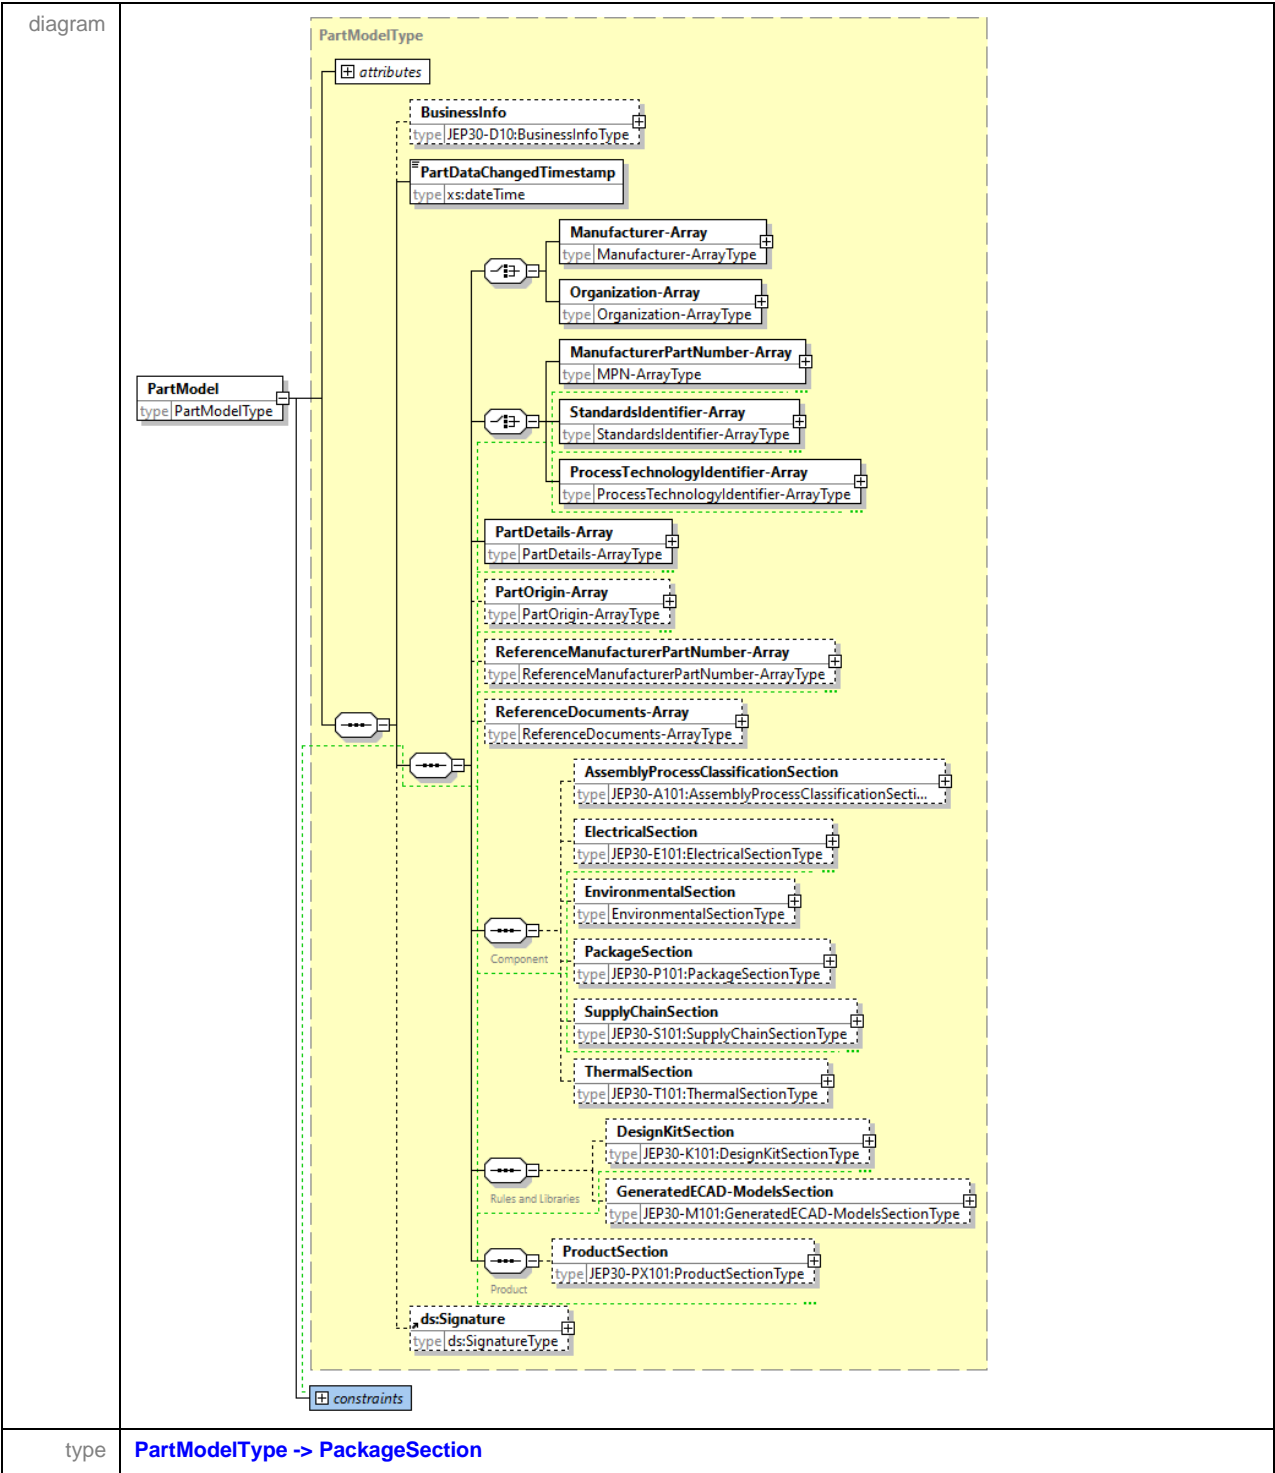 diagram
PartModelType
attributes
BusinessInfo
type JEP30-D10:BusinessInfoType
PartDataChangedTimestamp
type xs:dateTime
Manufacturer-Array
type Manufacturer-ArrayType
Organization-Array
type Organization-ArrayType
ManufacturerPartNumber-Array
type MPN-ArrayType
PartModel
type PartModelType
StandardsIdentifier-Array
type StandardsIdentifier-ArrayType
ProcessTechnologyIdentifier-Array
type ProcessTechnologyIdentifier-ArrayType
PartDetails-Array
type PartDetails-ArrayType
PartOrigin-Array
type PartOrigin-ArrayType
ReferenceManufacturerPartNumber-Array
type ReferenceManufacturerPartNumber-ArrayType
ReferenceDocuments-Array
type ReferenceDocuments-ArrayType
AssemblyProcessClassificationSection
type JEP30-A101:AssemblyProcessClassificationSecti...
ElectricalSection
type JEP30-E101:ElectricalSectionType
EnvironmentalSection
type EnvironmentalSectionType
Component
PackageSection
type JEP30-P101:PackageSectionType
SupplyChainSection
type JEP30-S101:SupplyChainSectionType
ThermalSection
type JEP30-T101:ThermalSectionType
DesignKitSection
type JEP30-K101:DesignKitSectionType
Rules and Libraries
GeneratedECAD-ModelsSection
type JEP30-M101:GeneratedECAD-ModelsSectionType
ProductSection
type JEP30-PX101:ProductSectionType
Product
ds:Signature
type ds:SignatureType
constraints
type PartModelType -> PackageSection